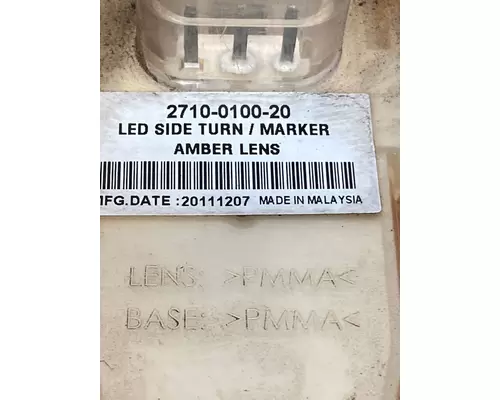 2710-0100-20
LED SIDE TURN / MARKER
AMBER LENS
MFG.DATE :20111207 MADE IN MALAYSIA
LENS: >PMMA<
BASE: >PMMA<